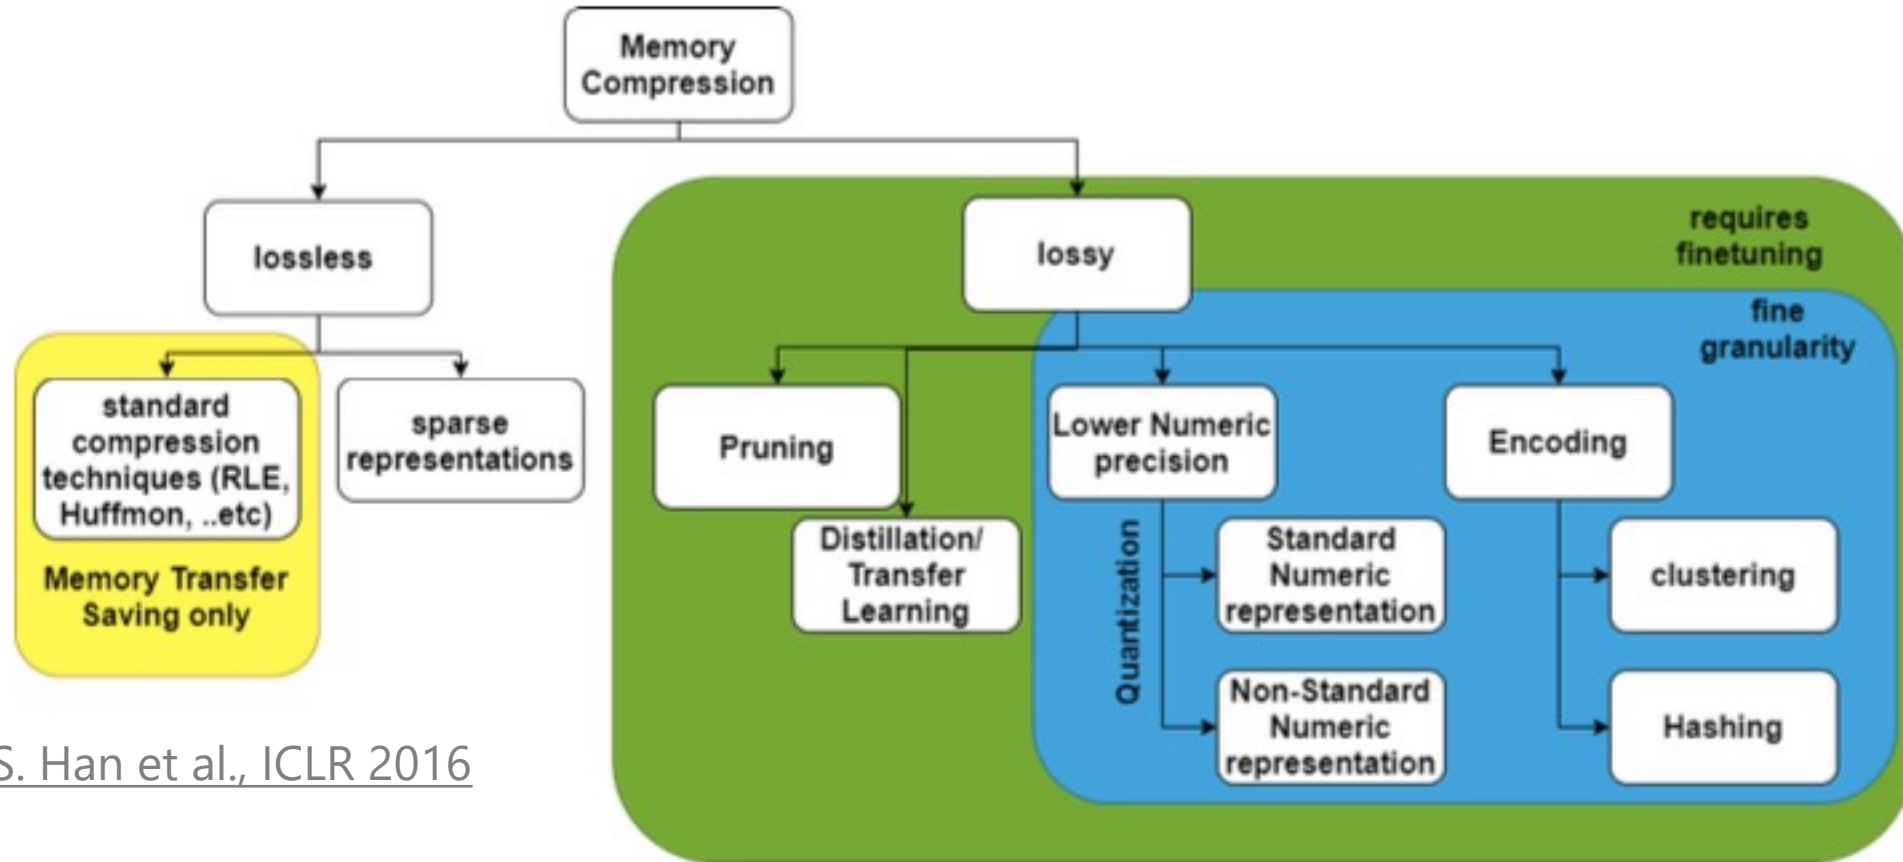 Memory
Compression
lossless
lossy
requires
finetuning
fine
granularity
standard
compression
techniques (RLE,
Huffmon, ..etc)
Memory Transfer
Saving only
sparse
representations
Pruning
Distillation/
Transfer
Learning
Lower Numeric
precision
Quantization
Standard
Numeric
representation
Non-Standard
Numeric
representation
Encoding
clustering
Hashing
S. Han et al., ICLR 2016